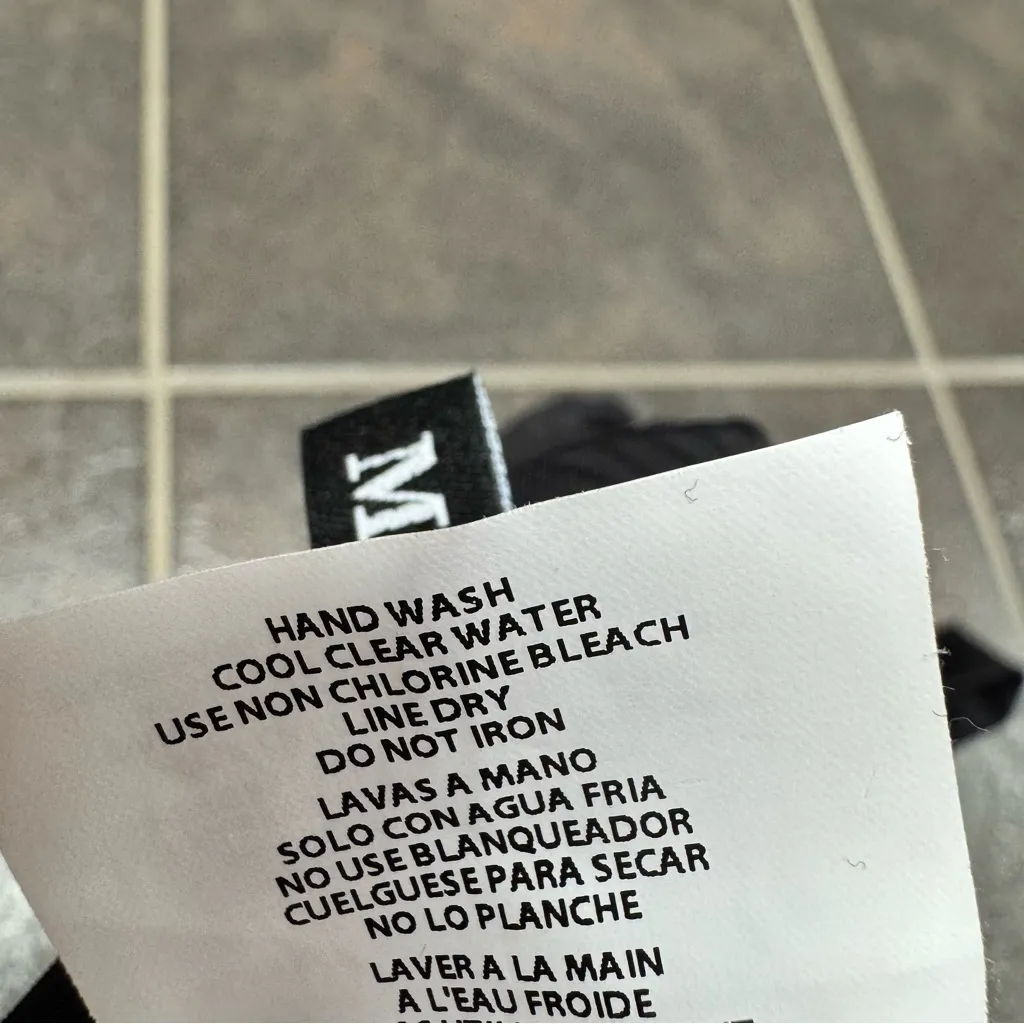 M
HAND WASH
COOL CLEAR WATER
USE NON CHLORINE BLEACH
LINE DRY
DO NOT IRON
LAVAS A MANO
SOLO CON AGUA FRIA
NO USE BLANQUEADOR
CUELGUESE PARA SECAR
NO LO PLANCHE
LAVER A LA MAIN
A L'EAU FROIDE